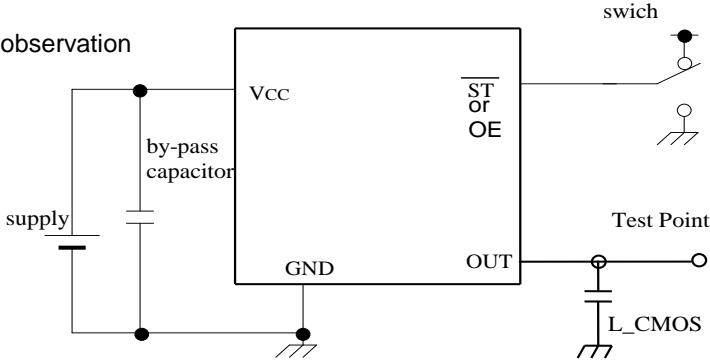 swich
observation
VCC
ST
or
OE
by-pass
capacitor
supply
Test Point
GND
OUT
L_CMOS